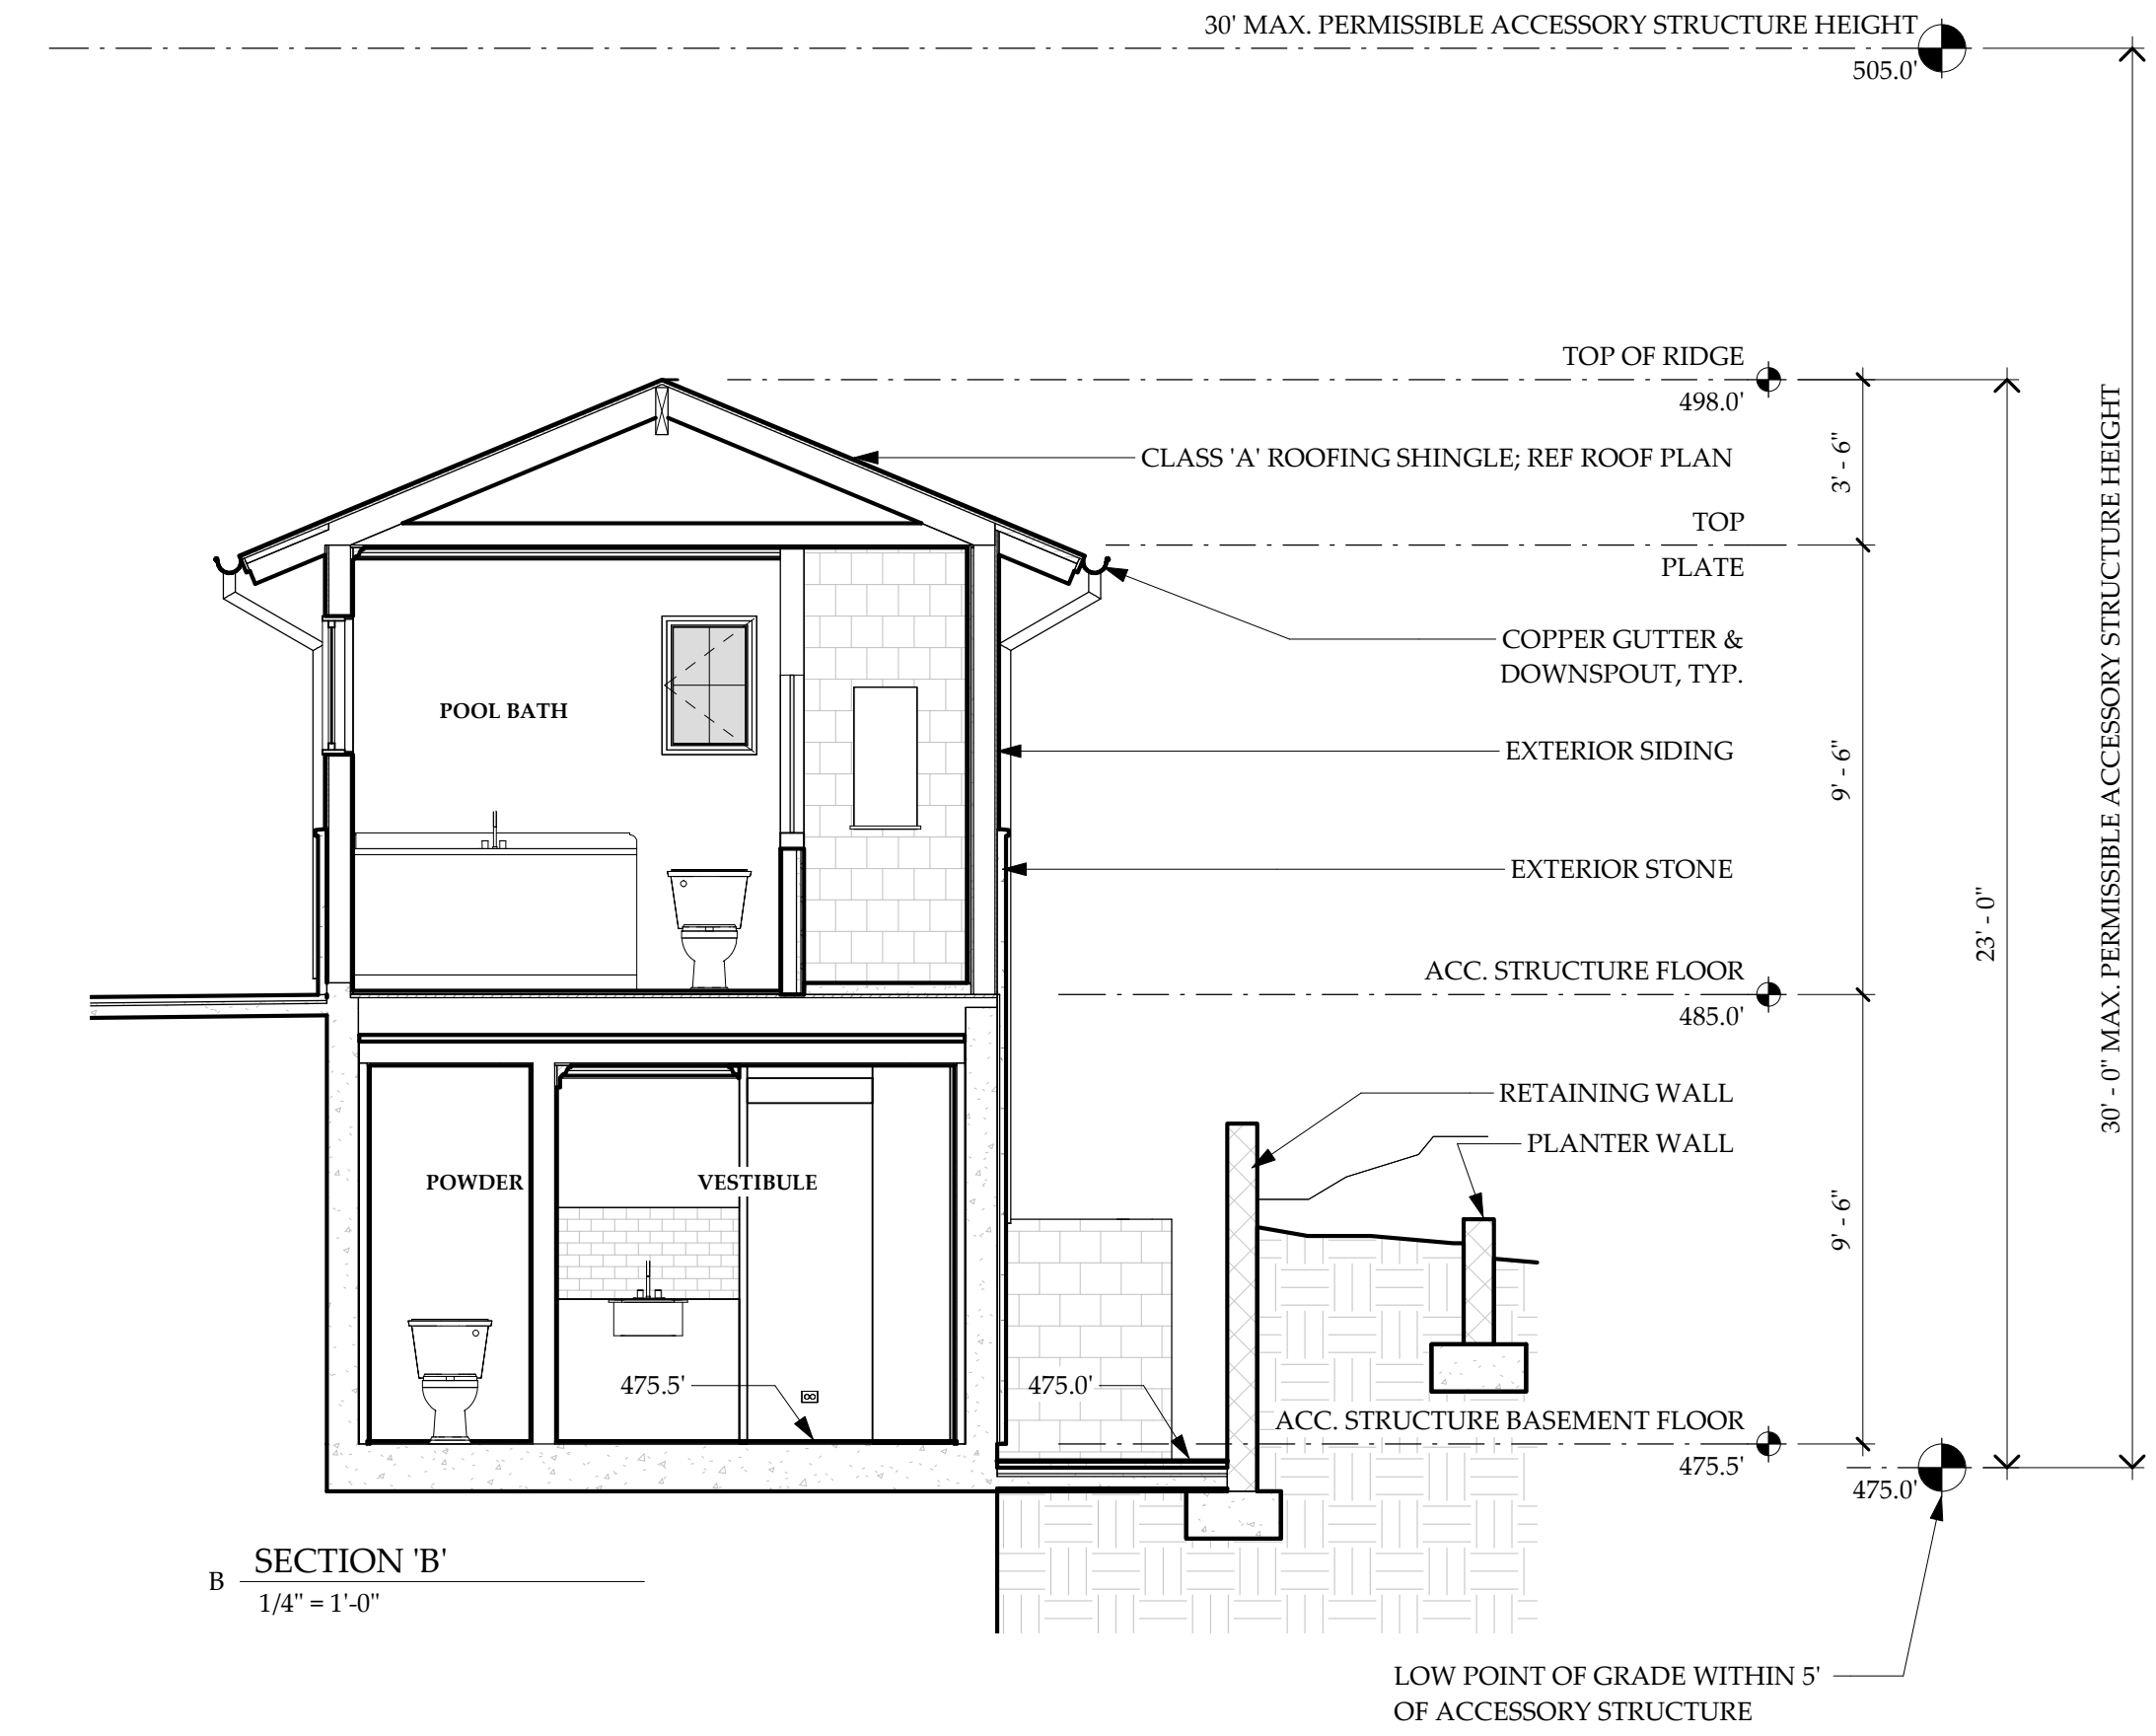 30' MAX. PERMISSIBLE ACCESSORY STRUCTURE HEIGHT
505.0'
TOP OF RIDGE
498.0'
CLASS 'A' ROOFING SHINGLE; REF ROOF PLAN
3' - 6"
TOP
PLATE
COPPER GUTTER &
DOWNSPOUT, TYP.
POOL BATH
EXTERIOR SIDING
9' - 6"
EXTERIOR STONE
23' - 0"
30' - 0" MAX. PERMISSIBLE ACCESSORY STRUCTURE HEIGHT
ACC. STRUCTURE FLOOR
485.0'
RETAINING WALL
PLANTER WALL
POWDER
VESTIBULE
9' - 6"
475.5'
475.0'
ACC. STRUCTURE BASEMENT FLOOR
475.5'
475.0'
B
SECTION 'B'
1/4" = 1'-0"
LOW POINT OF GRADE WITHIN 5'
OF ACCESSORY STRUCTURE